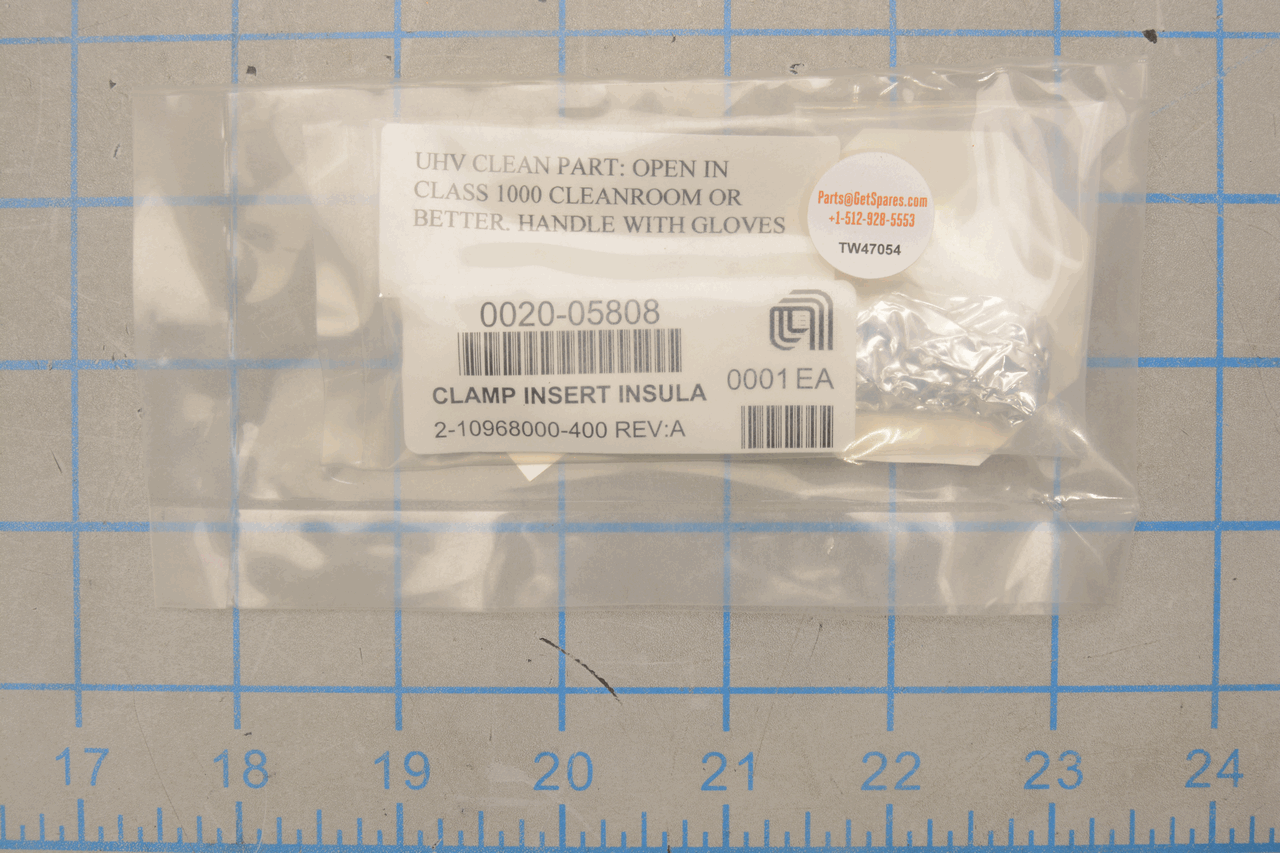 UHV CLEAN PART: OPEN IN
CLASS 1000 CLEANROOM OR
BETTER. HANDLE WITH GLOVES
Parts@GetSpares.com
+1-512-928-5553
TW47054
0020-05808
CLAMP INSERT INSULA
0001 EA
2-10968000-400 REV:A
17 18 19 20 21 22 23 24